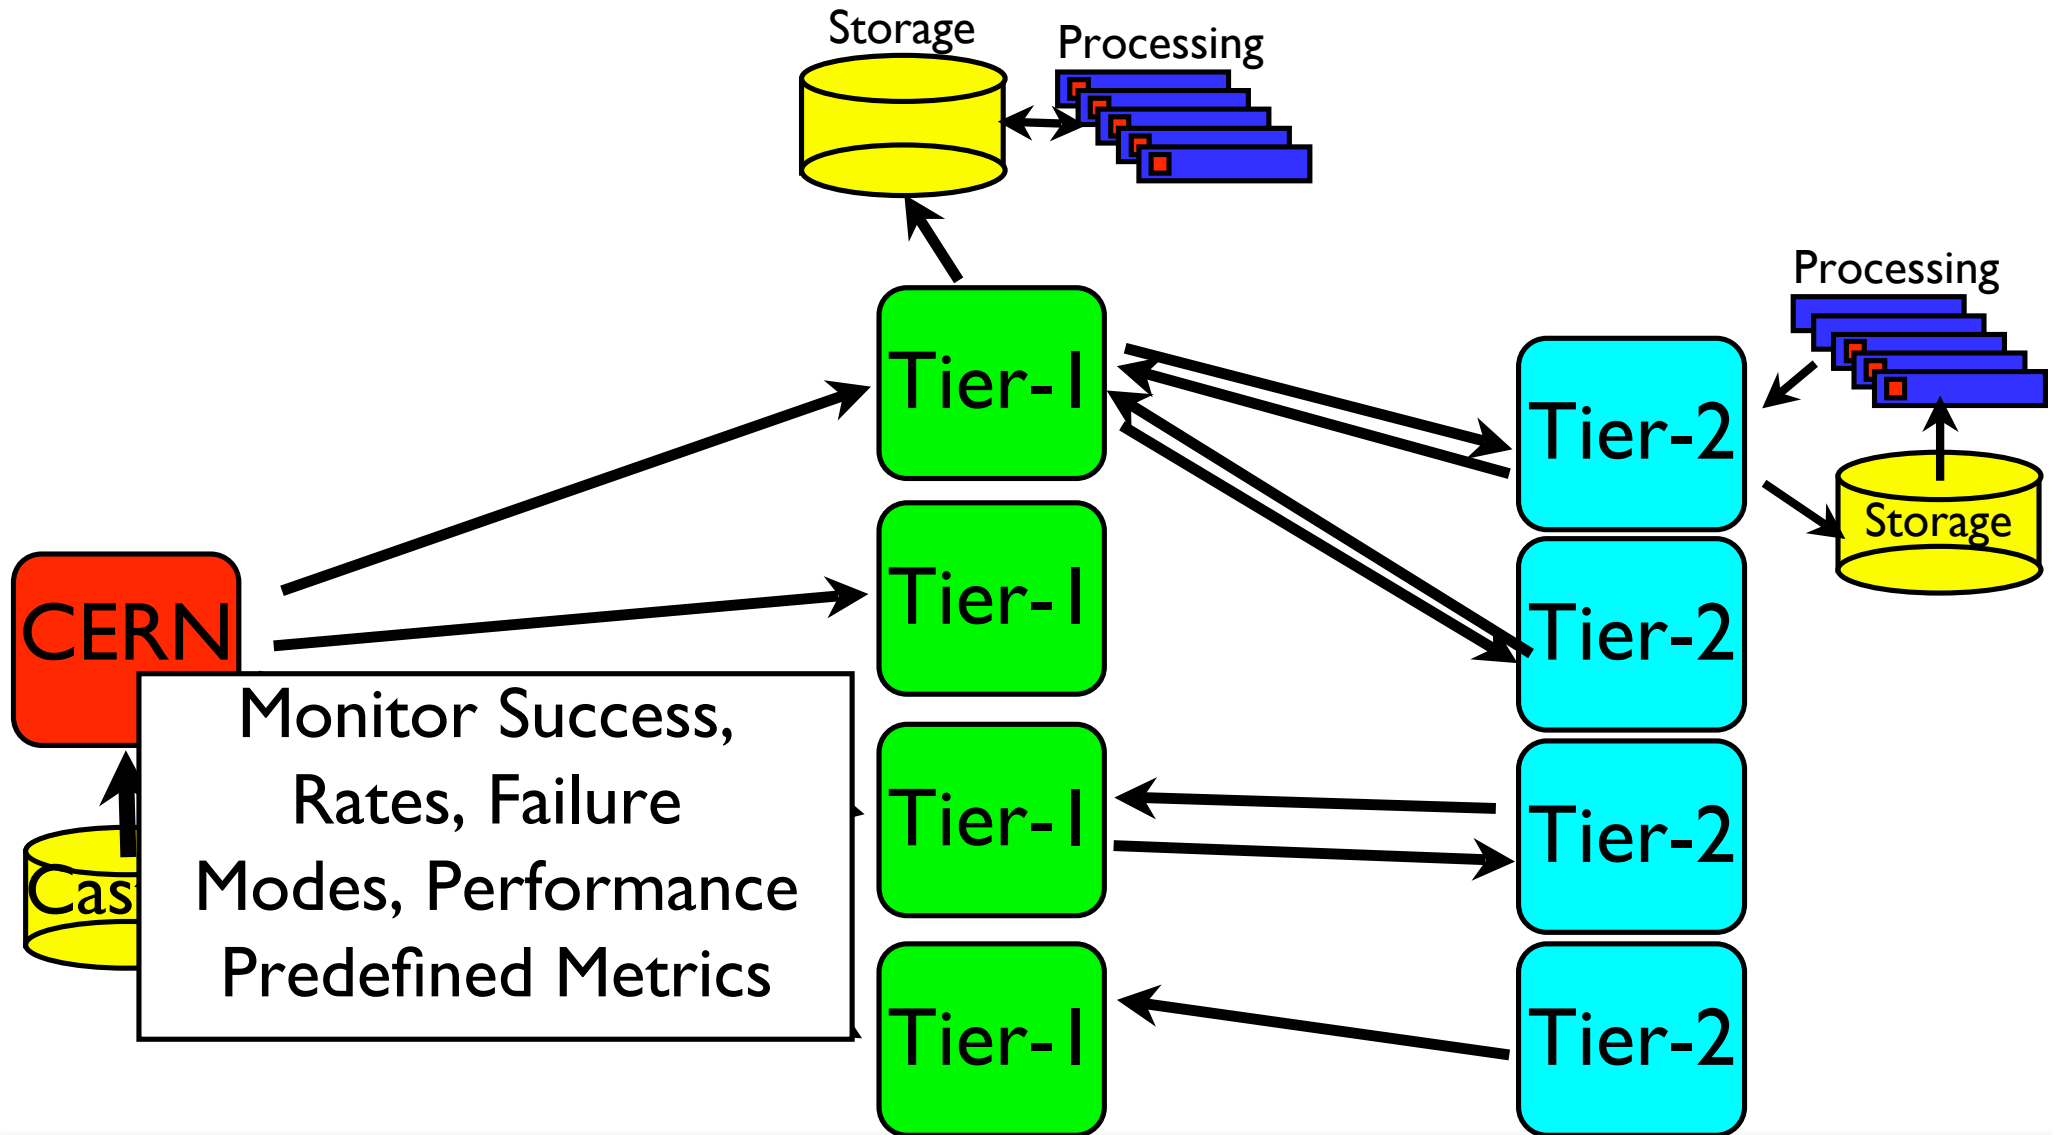 Storage
Processing
Processing
Tier-1
Tier-2
Storage
Tier-1
CERN
Tier-2
Monitor Success,
Rates, Failure
Modes, Performance
Predefined Metrics
Tier-1
Tier-2
Tier-1
Tier-2